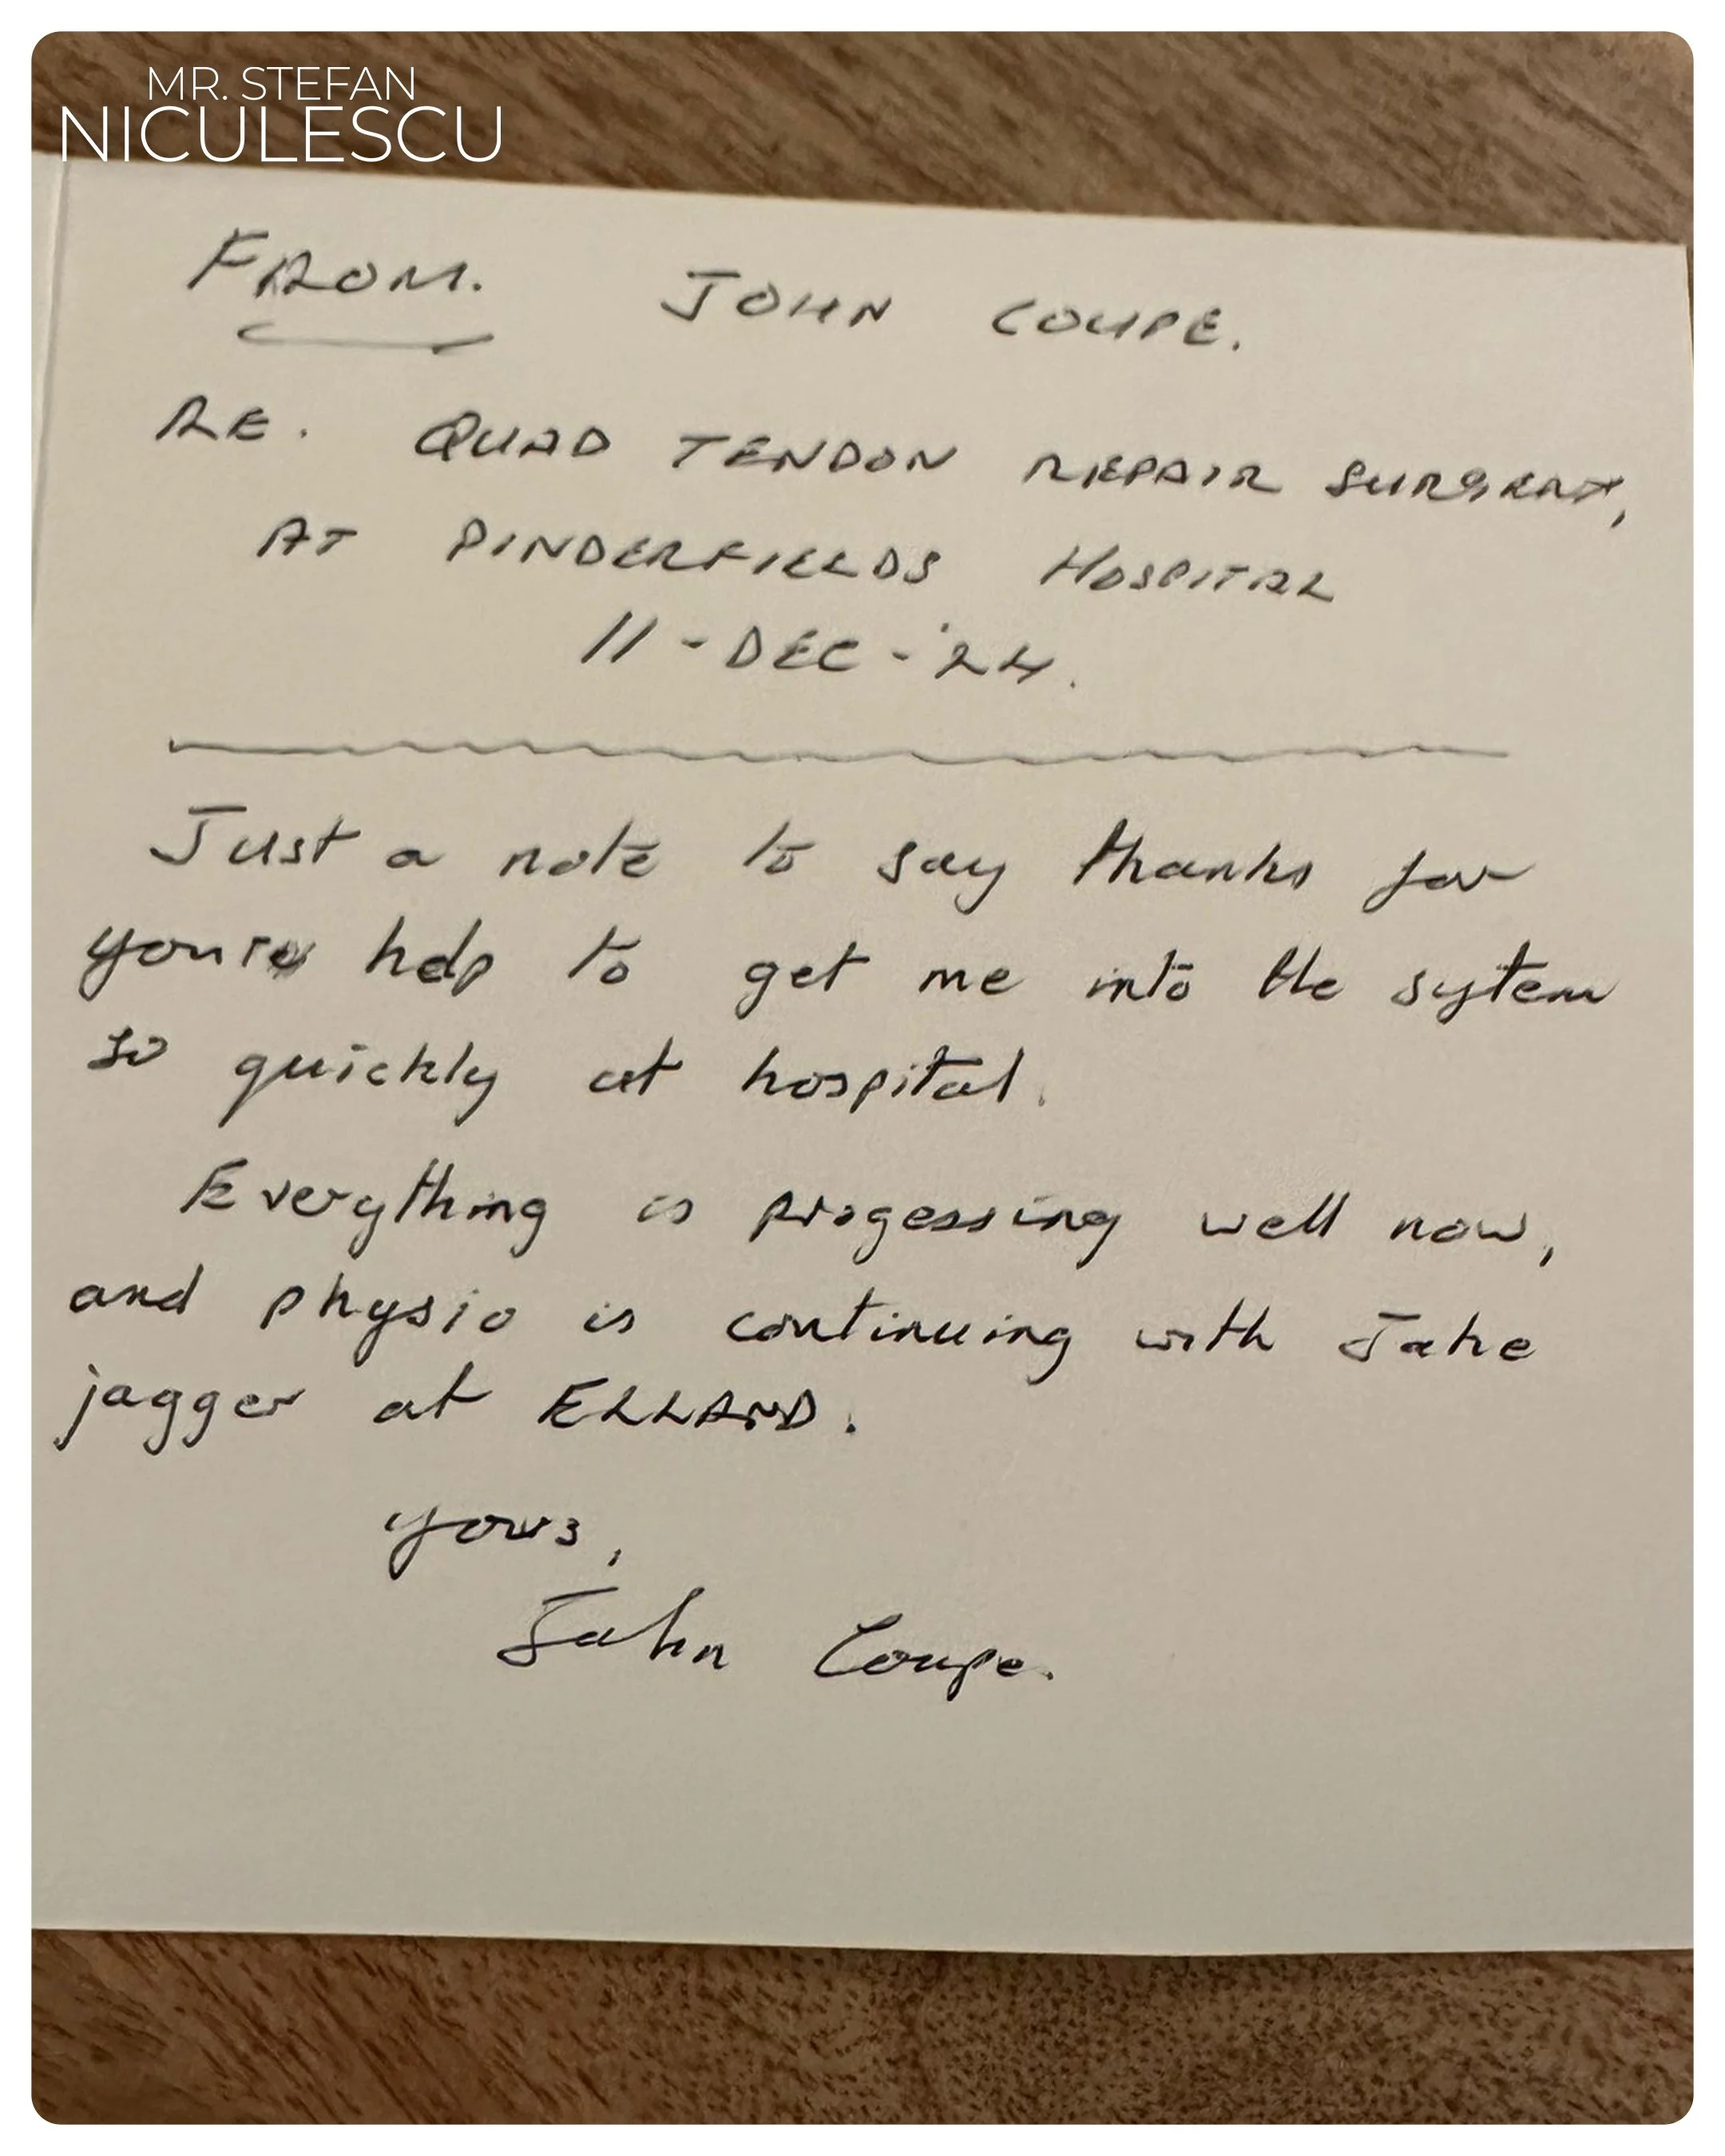 MR. STEFAN
NICULESCU
FROM. JOHN COUPE.
RE. QUAD TENDON REPAIR SURGERY,
AT PINDERFIELDS HOSPITAL
11-DEC-'24.
Just a note to say thanks for
your help to get me into the sytem
so quickly at hospital.
Everything is progessing well now,
and physio is continuing with Jake
jagger at ELLAND.
yours,
John Coupe.